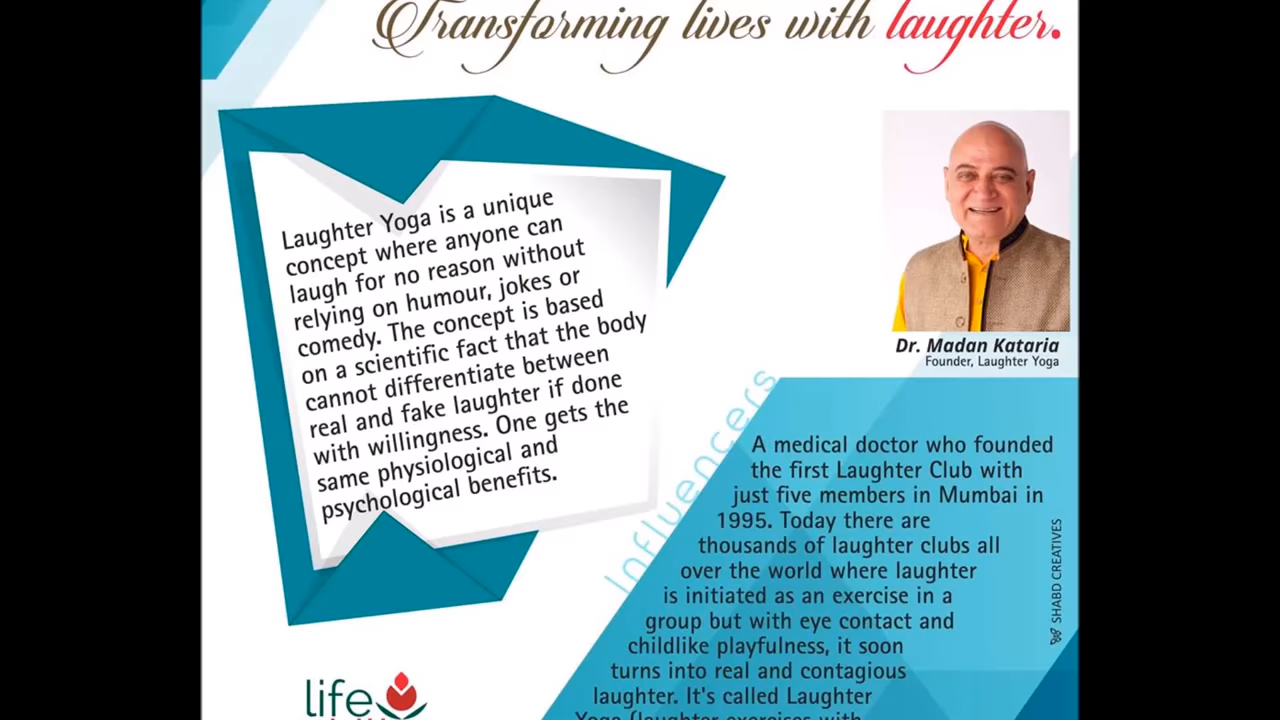 Transforming lives with laughter.
Laughter Yoga is a unique
concept where anyone can
laugh for no reason without
relying on humour, jokes or
comedy. The concept is based
on a scientific fact that the body
cannot differentiate between
real and fake laughter if done
with willingness. One gets the
same physiological and
psychological benefits.
Dr. Madan Kataria
Founder, Laughter Yoga
Influencers
A medical doctor who founded
the first Laughter Club with
just five members in Mumbai in
1995. Today there are
thousands of laughter clubs all
over the world where laughter
is initiated as an exercise in a
group but with eye contact and
childlike playfulness, it soon
turns into real and contagious
laughter. It's called Laughter
Yoga (laughter exercises with
SHABD CREATIVES
life